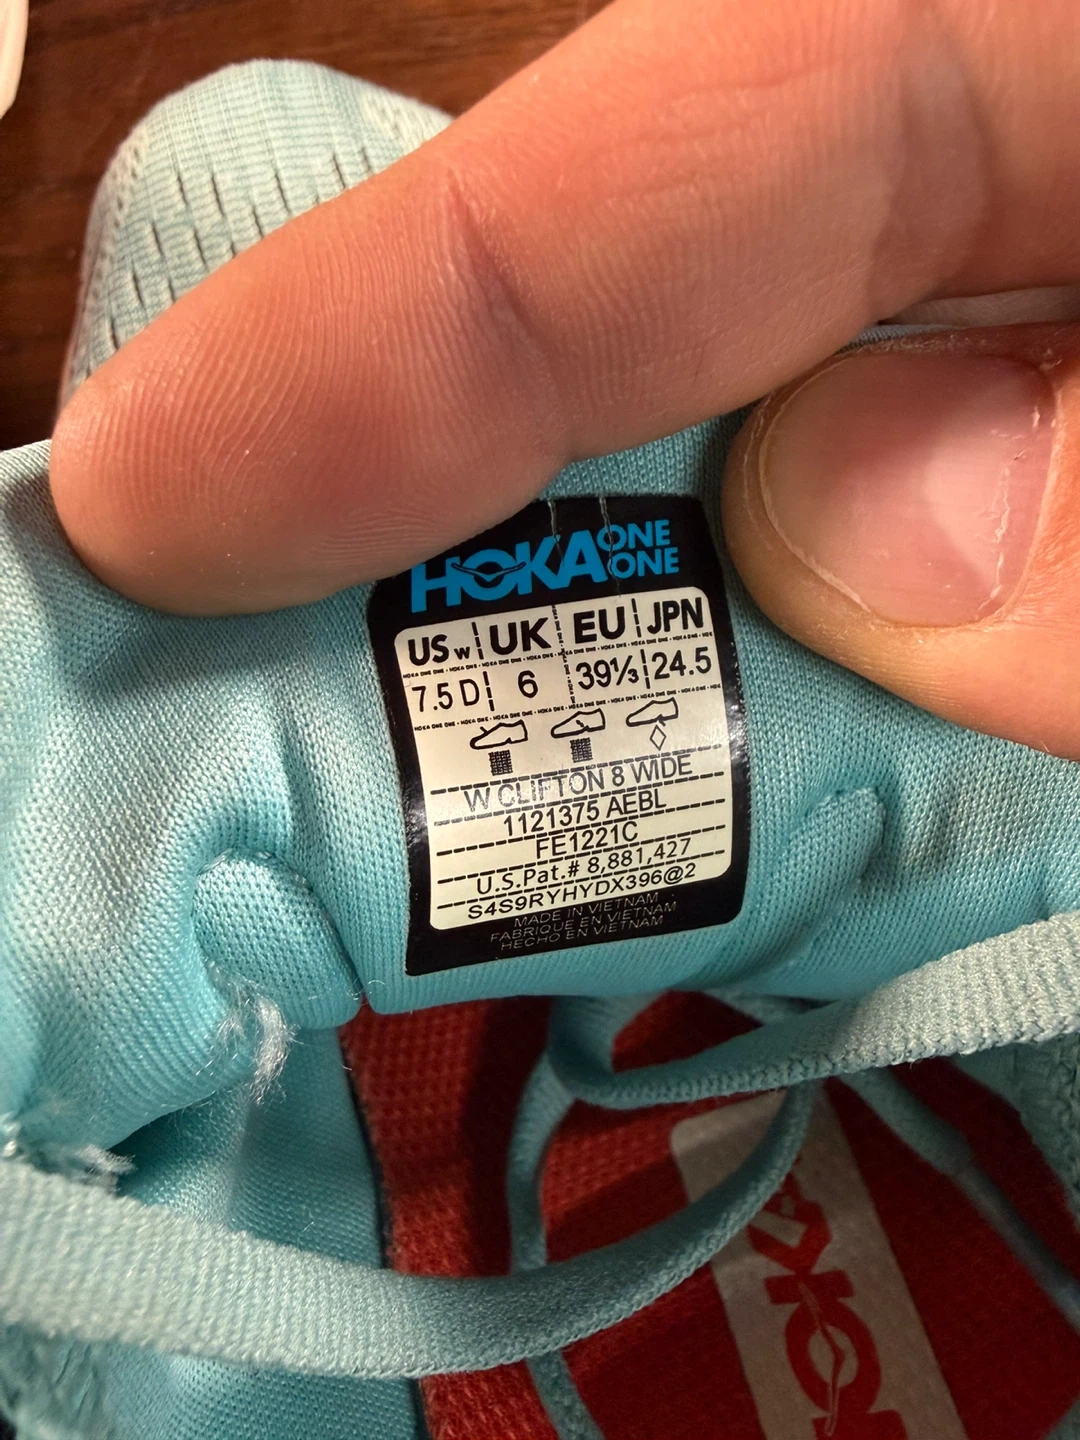 HOKA ONE ONE
US w UK EU JPN
7.5 D 6 39⅓ 24.5
W CLIFTON 8 WIDE
1121375 AEBL
FE1221C
U.S.Pat.# 8,881,427
S4S9RYHYDX396@2
MADE IN VIETNAM
FABRIQUE EN VIETNAM
HECHO EN VIETNAM
HOKA